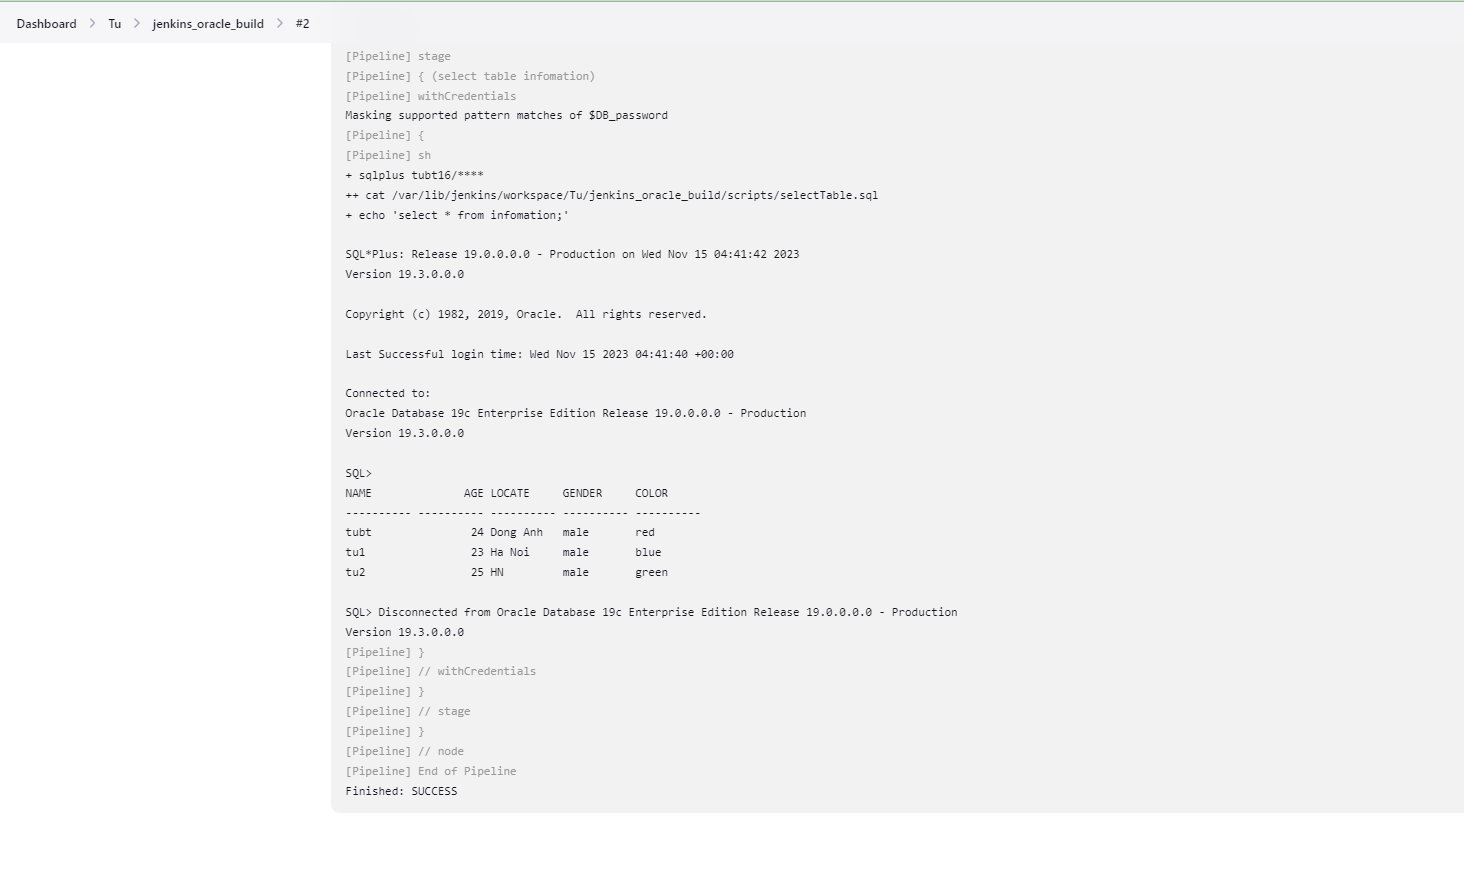 Dashboard > Tu > jenkins_oracle_build > #2
[Pipeline] stage
[Pipeline] { (select table infomation)
[Pipeline] withCredentials
Masking supported pattern matches of $DB_password
[Pipeline] {
[Pipeline] sh
+ sqlplus tubt16/****
++ cat /var/lib/jenkins/workspace/Tu/jenkins_oracle_build/scripts/selectTable.sql
+ echo 'select * from infomation;'
SQL*Plus: Release 19.0.0.0.0 - Production on Wed Nov 15 04:41:42 2023
Version 19.3.0.0.0
Copyright (c) 1982, 2019, Oracle.  All rights reserved.
Last Successful login time: Wed Nov 15 2023 04:41:40 +00:00
Connected to:
Oracle Database 19c Enterprise Edition Release 19.0.0.0.0 - Production
Version 19.3.0.0.0
SQL>
NAME              AGE LOCATE     GENDER     COLOR
---------- ---------- ---------- ---------- ----------
tubt               24 Dong Anh   male       red
tu1                23 Ha Noi     male       blue
tu2                25 HN         male       green
SQL> Disconnected from Oracle Database 19c Enterprise Edition Release 19.0.0.0.0 - Production
Version 19.3.0.0.0
[Pipeline] }
[Pipeline] // withCredentials
[Pipeline] }
[Pipeline] // stage
[Pipeline] }
[Pipeline] // node
[Pipeline] End of Pipeline
Finished: SUCCESS